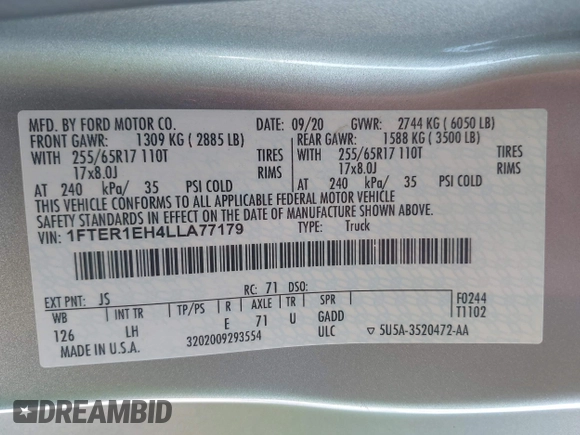 MFD. BY FORD MOTOR CO. DATE: 09/20 GVWR: 2744 KG ( 6050 LB)
FRONT GAWR: 1309 KG ( 2885 LB) REAR GAWR: 1588 KG ( 3500 LB)
WITH 255/65R17 110T TIRES WITH 255/65R17 110T TIRES
17x8.0J RIMS 17x8.0J RIMS
AT 240 kPa/ 35 PSI COLD AT 240 kPa/ 35 PSI COLD
THIS VEHICLE CONFORMS TO ALL APPLICABLE FEDERAL MOTOR VEHICLE
SAFETY STANDARDS IN EFFECT ON THE DATE OF MANUFACTURE SHOWN ABOVE.
VIN: 1FTER1EH4LLA77179 TYPE: Truck
RC: 71 DSO:
EXT PNT: JS F0244
WB INT TR TP/PS R AXLE TR SPR T1102
126 LH E 71 U GADD
MADE IN U.S.A. 3202009293554 ULC ▽ 5U5A-3520472-AA
DREAMBID